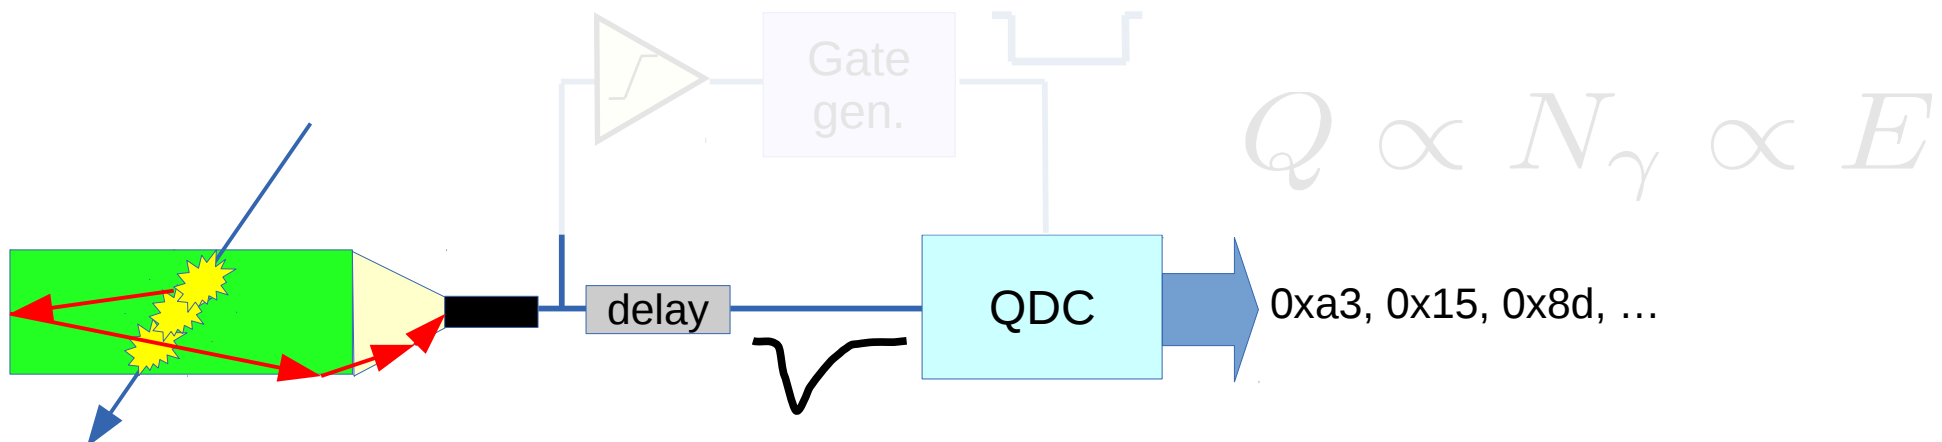 Gate
gen.
Q ∝ N_γ ∝ E
delay
QDC
0xa3, 0x15, 0x8d, …